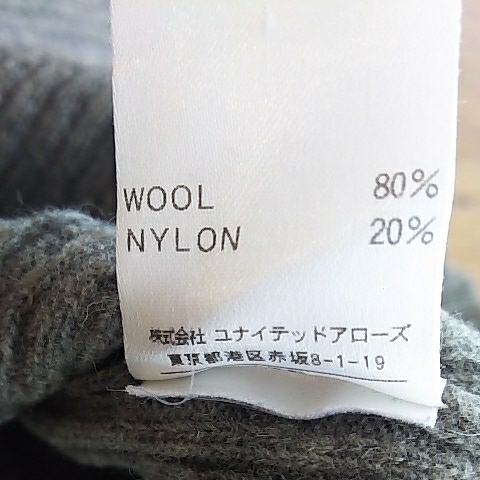 WOOL 80%
NYLON 20%
株式会社 ユナイテッドアローズ
東京都港区赤坂8-1-19